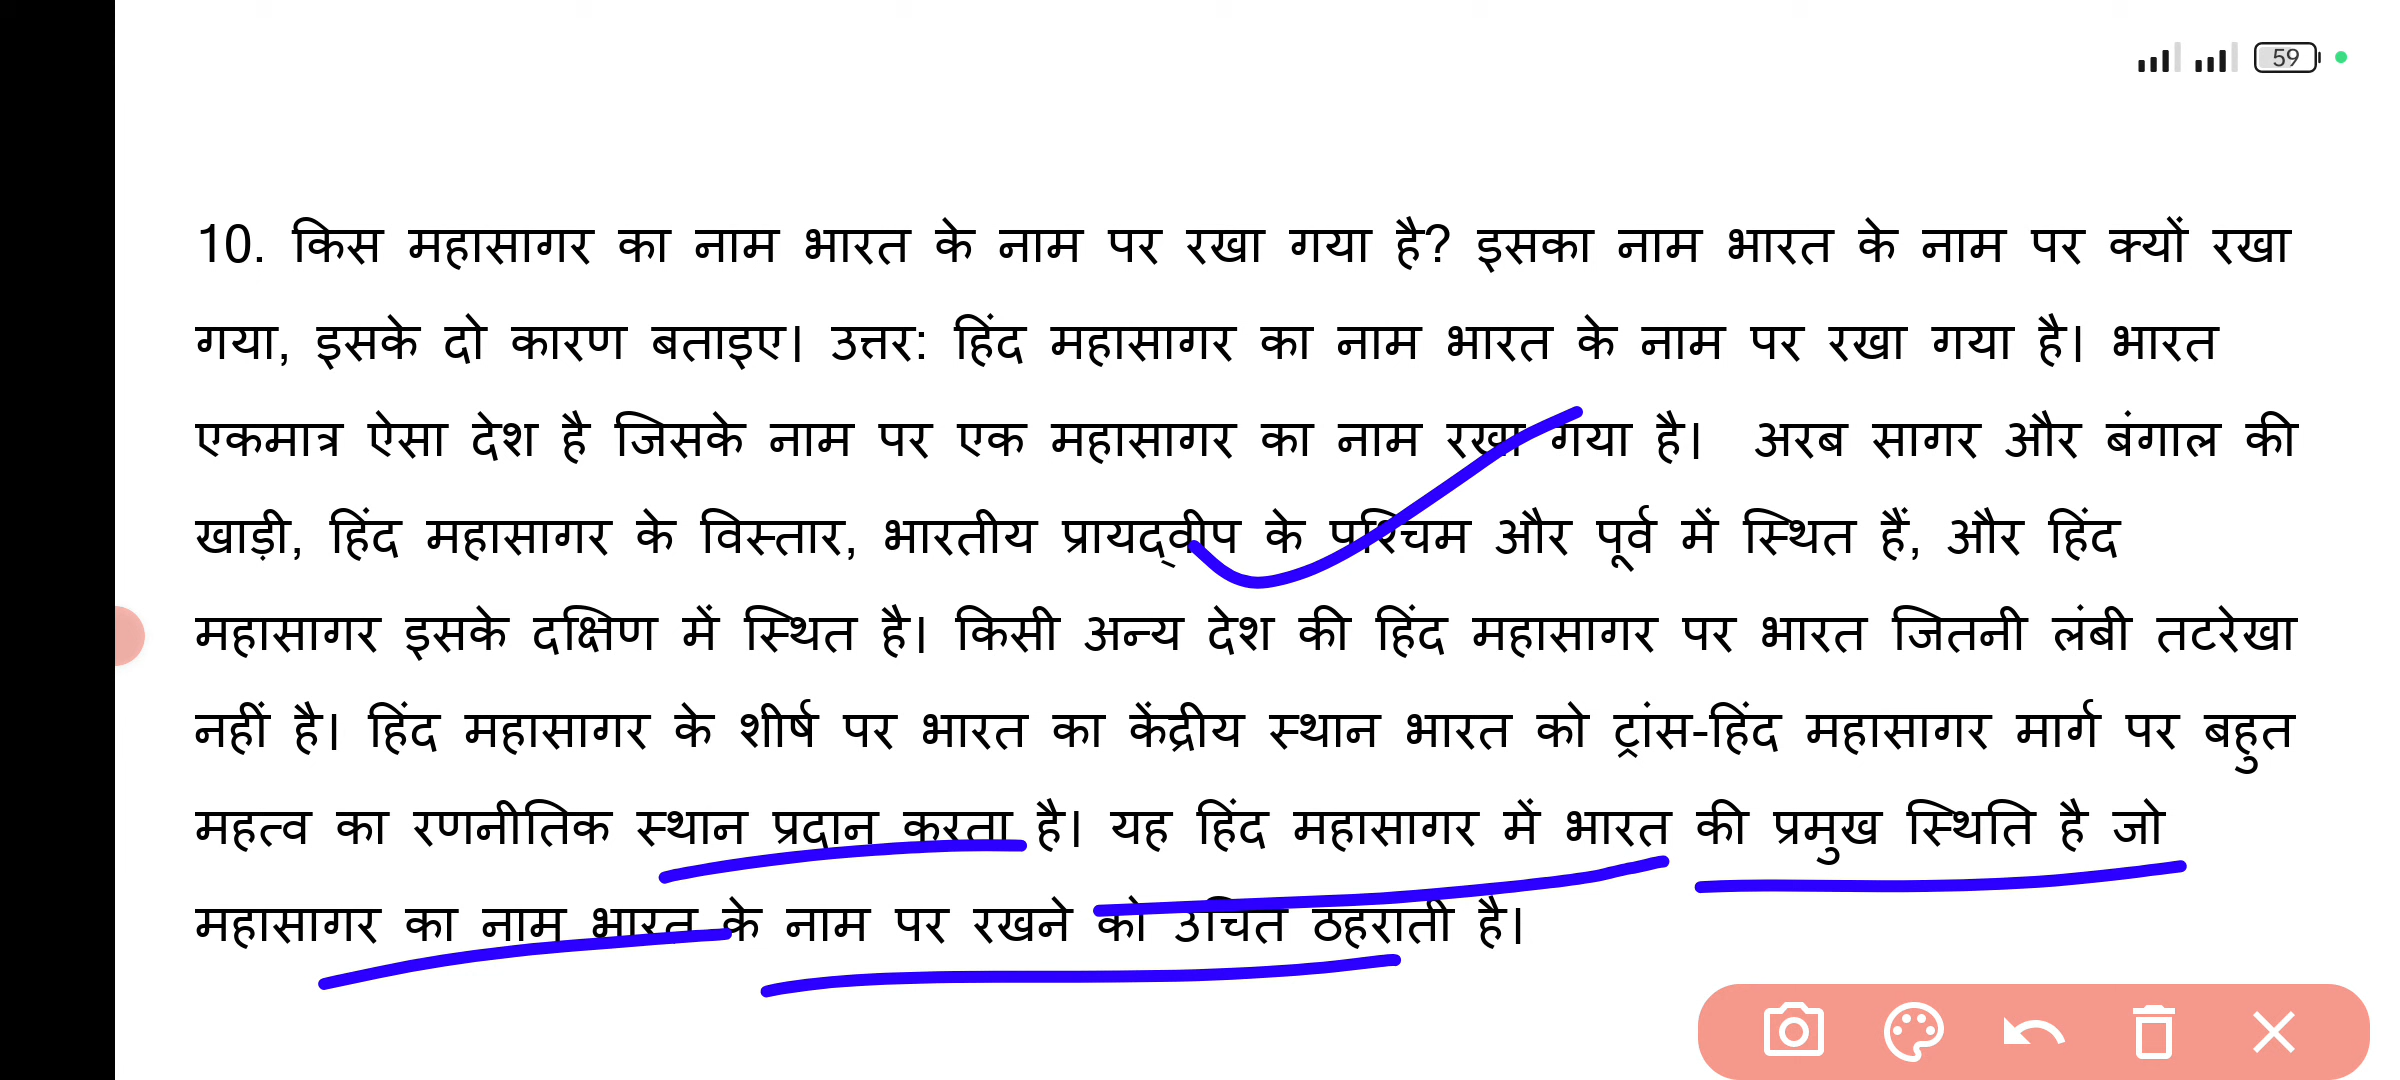 59
10. किस महासागर का नाम भारत के नाम पर रखा गया है? इसका नाम भारत के नाम पर क्यों रखा
गया, इसके दो कारण बताइए। उत्तर: हिंद महासागर का नाम भारत के नाम पर रखा गया है। भारत
एकमात्र ऐसा देश है जिसके नाम पर एक महासागर का नाम रखा गया है। अरब सागर और बंगाल की
खाड़ी, हिंद महासागर के विस्तार, भारतीय प्रायद्वीप के पश्चिम और पूर्व में स्थित हैं, और हिंद
महासागर इसके दक्षिण में स्थित है। किसी अन्य देश की हिंद महासागर पर भारत जितनी लंबी तटरेखा
नहीं है। हिंद महासागर के शीर्ष पर भारत का केंद्रीय स्थान भारत को ट्रांस-हिंद महासागर मार्ग पर बहुत
महत्व का रणनीतिक स्थान प्रदान करता है। यह हिंद महासागर में भारत की प्रमुख स्थिति है जो
महासागर का नाम भारत के नाम पर रखने को उचित ठहराती है।